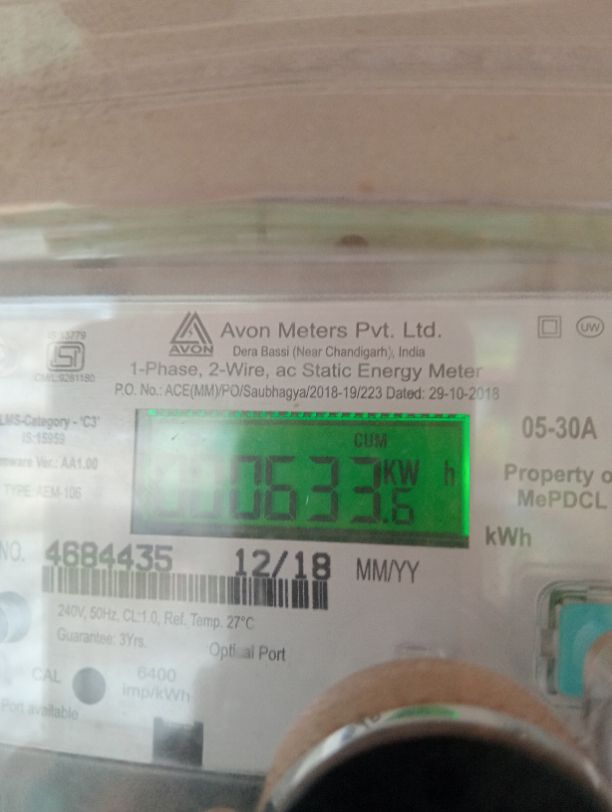 IS 13779
CM/L:9261160
AVON
Avon Meters Pvt. Ltd.
Dera Bassi (Near Chandigarh), India
1-Phase, 2-Wire, ac Static Energy Meter
P.O. No.: ACE(MM)/PO/Saubhagya/2018-19/223 Dated: 29-10-2018
UW
LMS-Category - 'C3'
IS:15959
mware Ver.: AA1.00
TYPE: AEM-106
CUM
000633.6 KW h
05-30A
Property o
MePDCL
kWh
NO. 4684435 12/18 MM/YY
240V, 50Hz, CL:1.0, Ref. Temp. 27°C
Guarantee: 3Yrs.
Optical Port
CAL
6400
imp/kWh
Port available